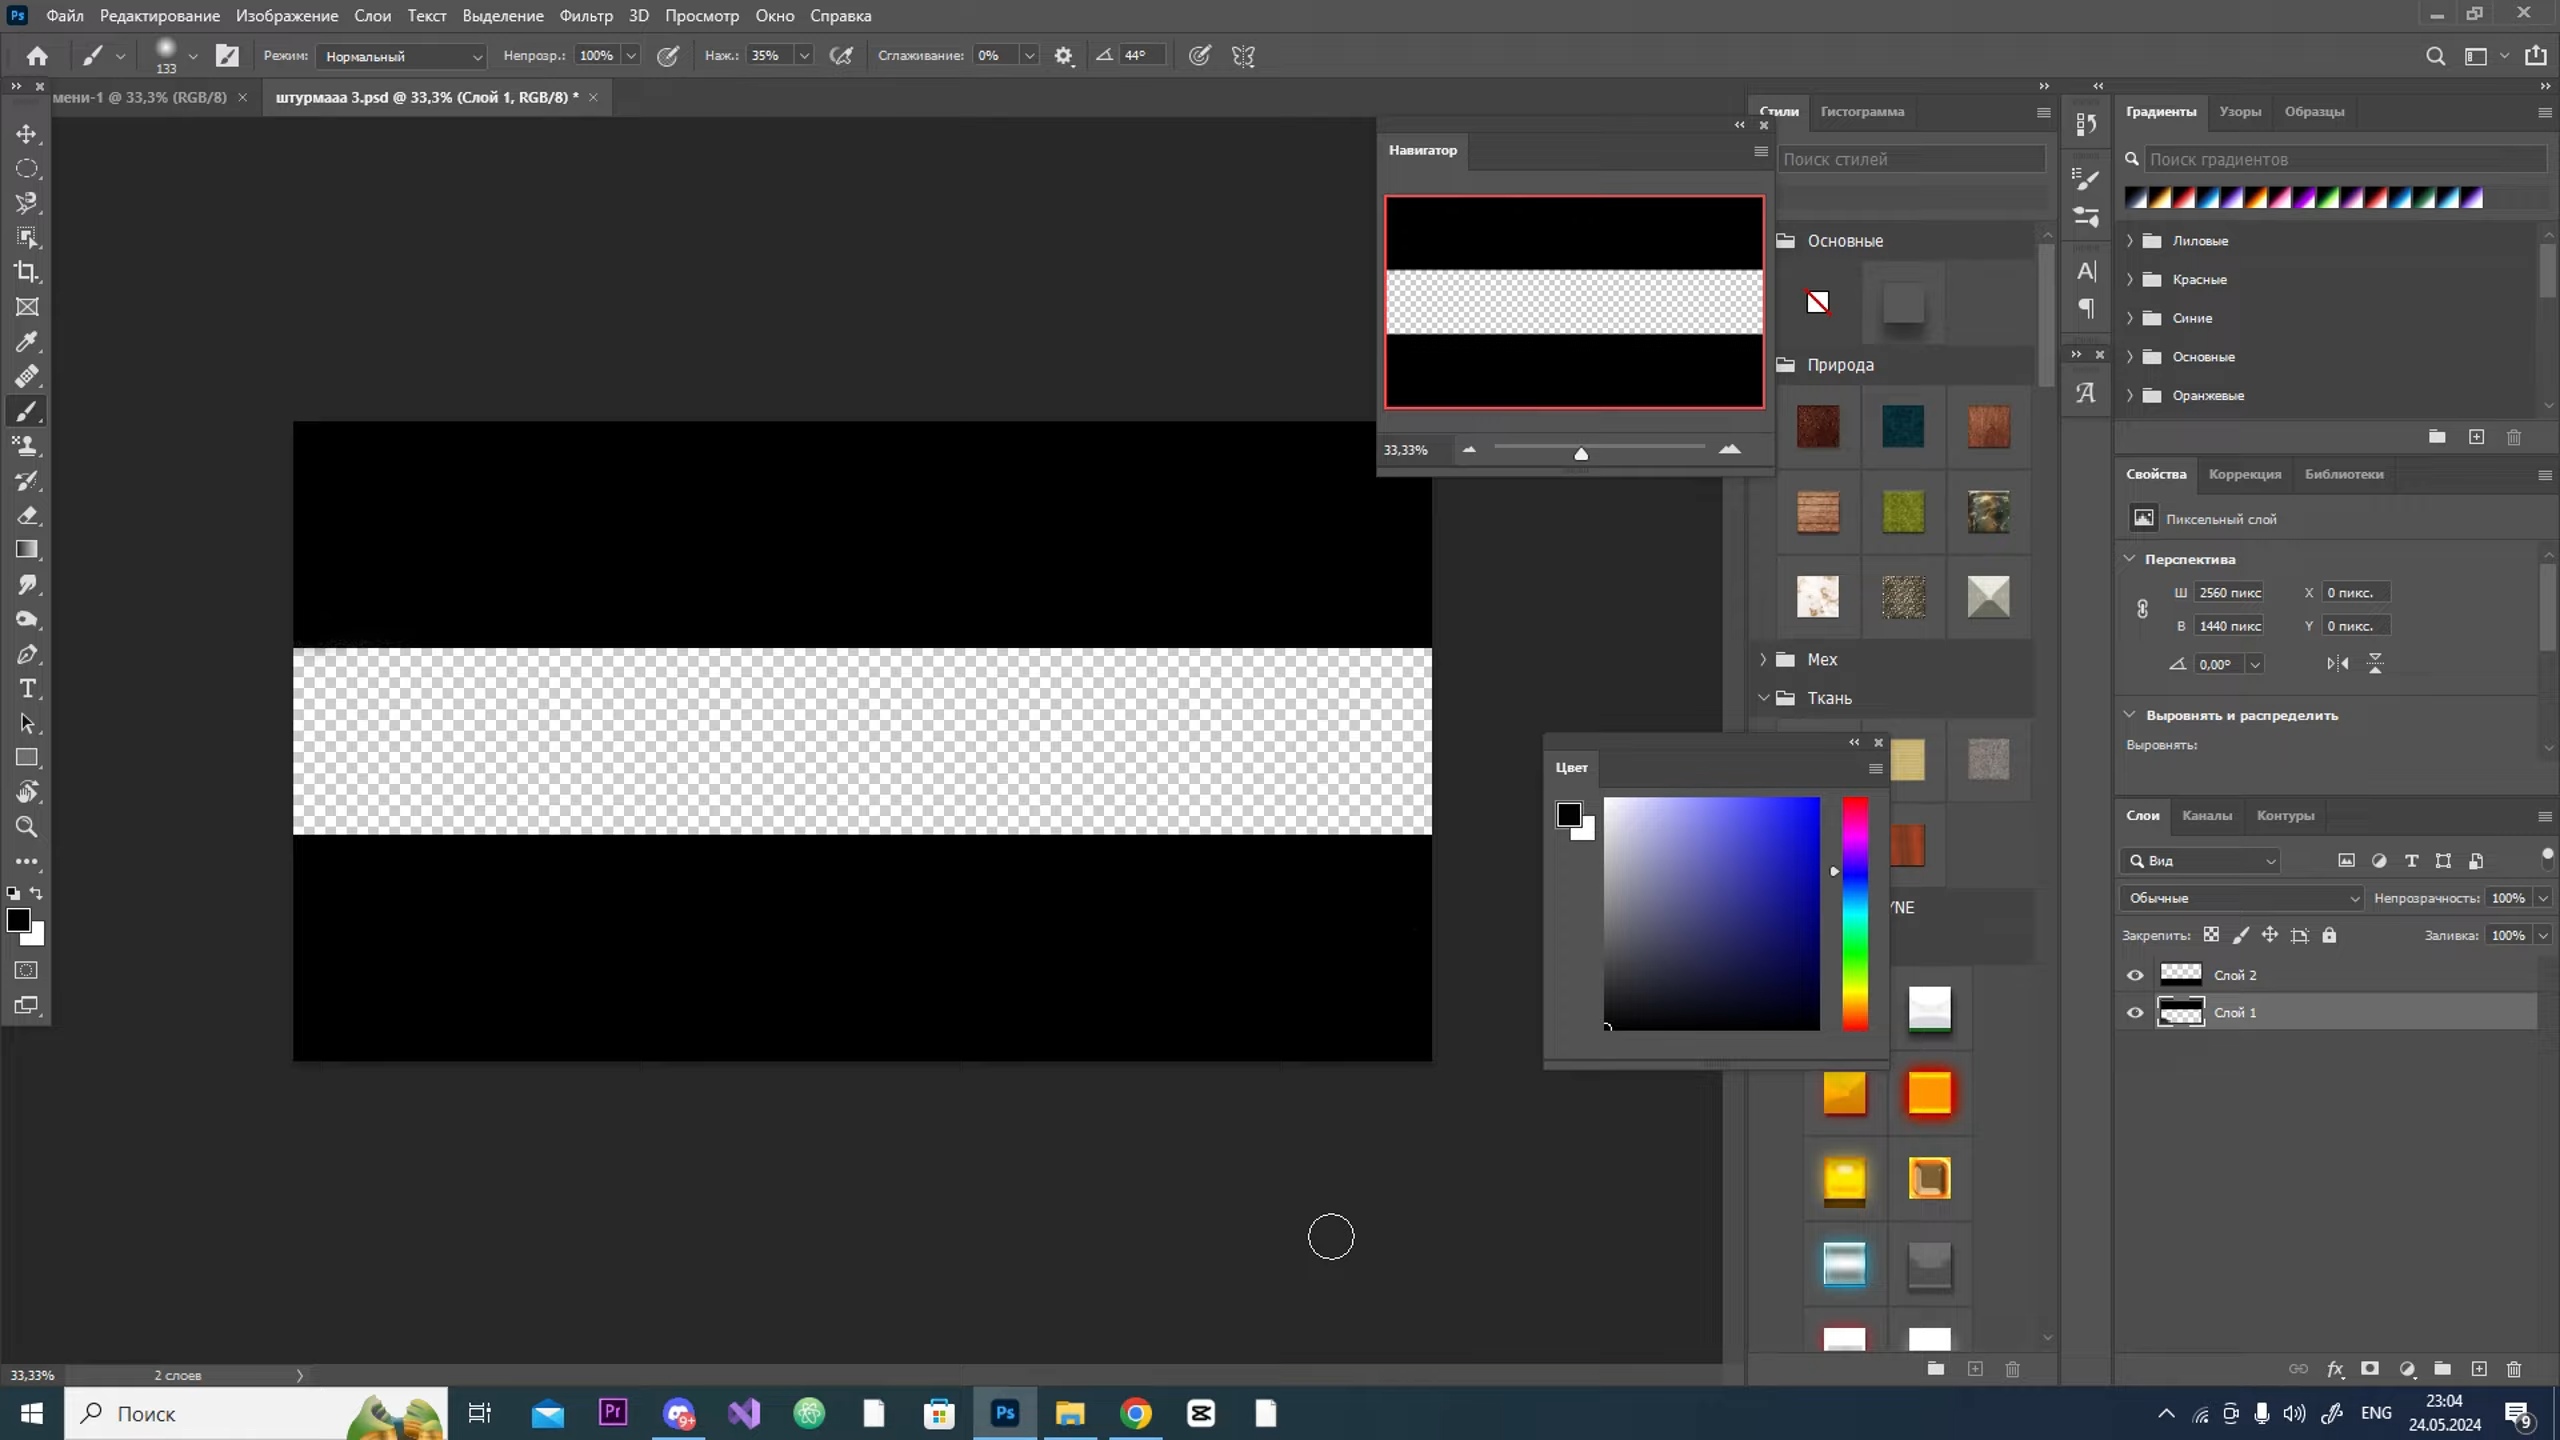 Ps Файл Редактирование Изображение Слои Текст Выделение Фильтр 3D Просмотр Окно Справка
133 Режим: Нормальный Непрозр.: 100% Наж.: 35% Сглаживание: 0% 44°
мени-1 @ 33,3% (RGB/8) × штурмааа 3.psd @ 33,3% (Слой 1, RGB/8) * ×
Стили Гистограмма
Градиенты Узоры Образцы
Навигатор
Поиск стилей
Поиск градиентов
Основные
Лиловые
Красные
Синие
Природа
Основные
Оранжевые
33,33%
Свойства Коррекция Библиотеки
Пиксельный слой
Перспектива
Ш 2560 пикс X 0 пикс.
В 1440 пикс Y 0 пикс.
0,00°
Мех
Ткань
Выровнять и распределить
Выровнять:
Цвет
Слои Каналы Контуры
Вид
Обычные Непрозрачность: 100%
YNE
Закрепить: Заливка: 100%
Слой 2
Слой 1
33,33% 2 слоев
Поиск
Pr
9+
Ps
ENG
23:04
24.05.2024
9